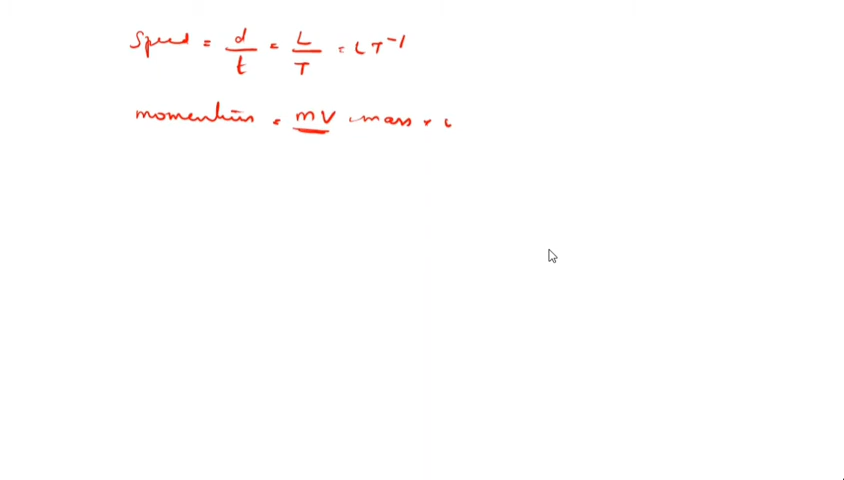 Speed = d/t = L/T = LT⁻¹
momentum = mV = mass ×